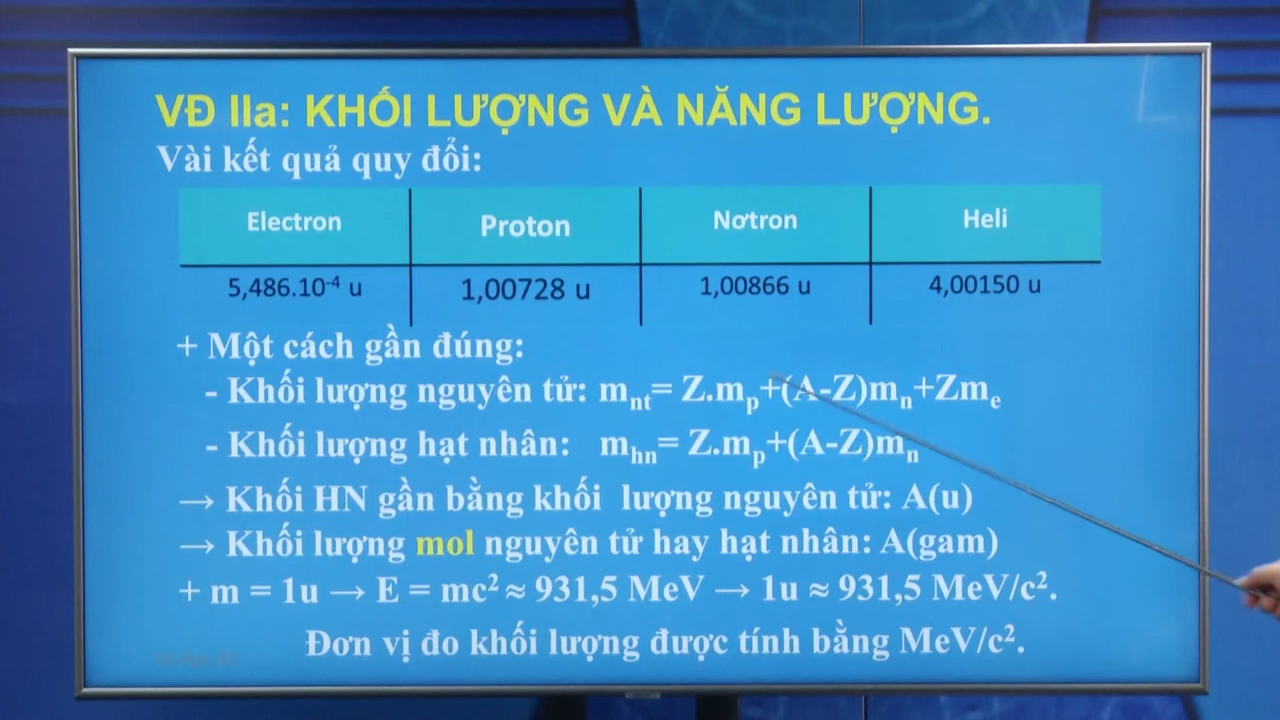 VĐ IIa: KHỐI LƯỢNG VÀ NĂNG LƯỢNG.
Vài kết quả quy đổi:
Electron Proton Nơtron Heli
5,486.10⁻⁴ u 1,00728 u 1,00866 u 4,00150 u
+ Một cách gần đúng:
- Khối lượng nguyên tử: mₙₜ= Z.mₚ+(A-Z)mₙ+Zmₑ
- Khối lượng hạt nhân: mₕₙ= Z.mₚ+(A-Z)mₙ
→ Khối HN gần bằng khối lượng nguyên tử: A(u)
→ Khối lượng mol nguyên tử hay hạt nhân: A(gam)
+ m = 1u → E = mc² ≈ 931,5 MeV → 1u ≈ 931,5 MeV/c².
Đơn vị đo khối lượng được tính bằng MeV/c².